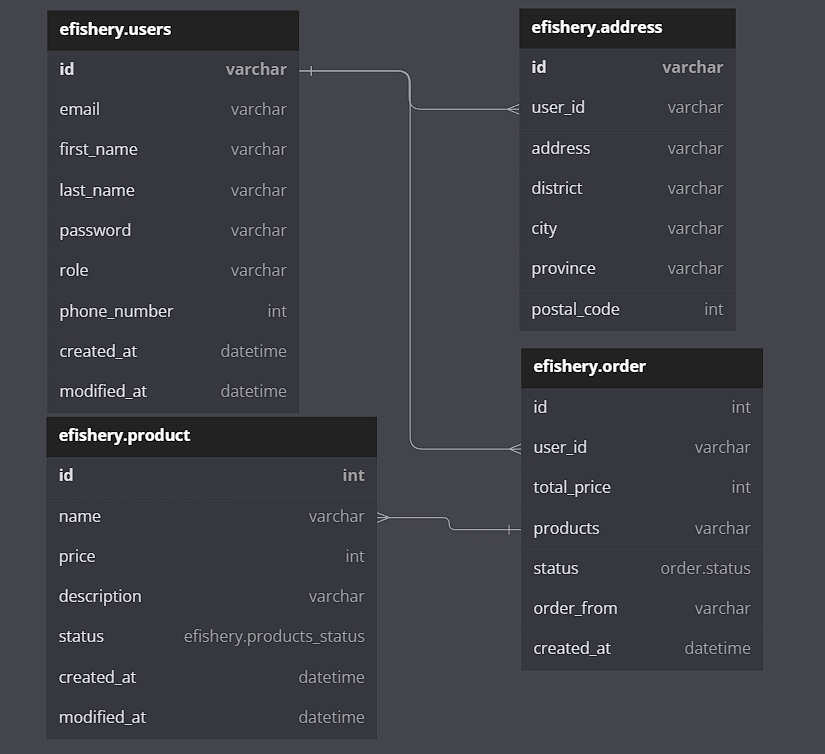 efishery.users
id varchar
email varchar
first_name varchar
last_name varchar
password varchar
role varchar
phone_number int
created_at datetime
modified_at datetime
efishery.address
id varchar
user_id varchar
address varchar
district varchar
city varchar
province varchar
postal_code int
efishery.product
id int
name varchar
price int
description varchar
status efishery.products_status
created_at datetime
modified_at datetime
efishery.order
id int
user_id varchar
total_price int
products varchar
status order.status
order_from varchar
created_at datetime